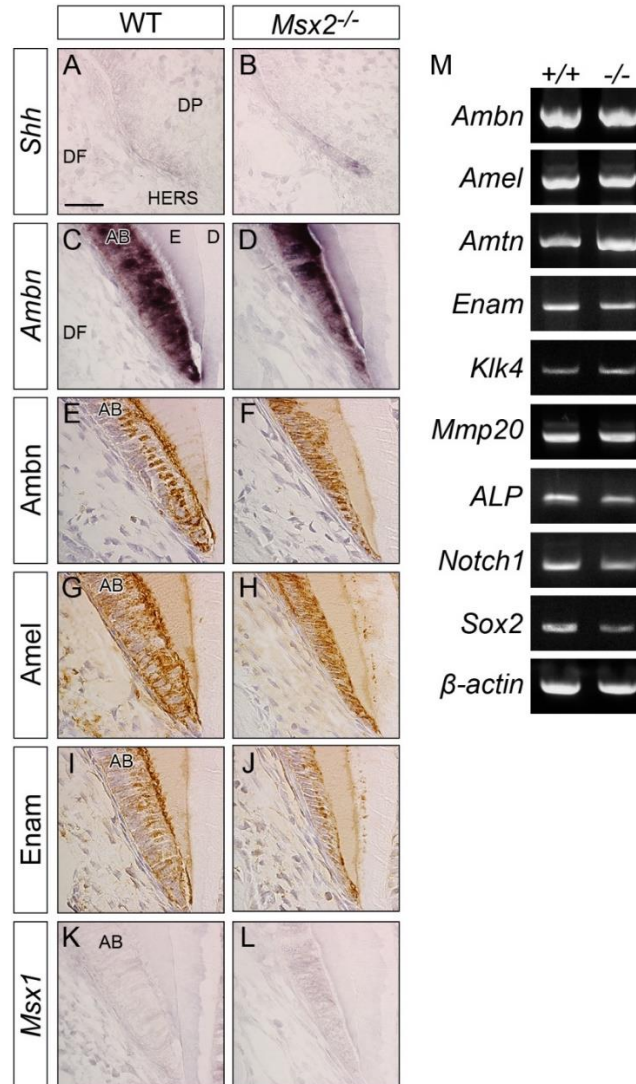 WT Msx2-/-
Shh
A
DP
DF
HERS
B
Ambn
C
AB E D
DF
D
Ambn
E
AB
F
Amel
G
AB
H
Enam
I
AB
J
Msx1
K
AB
L
M
+/+ -/-
Ambn
Amel
Amtn
Enam
Klk4
Mmp20
ALP
Notch1
Sox2
β-actin